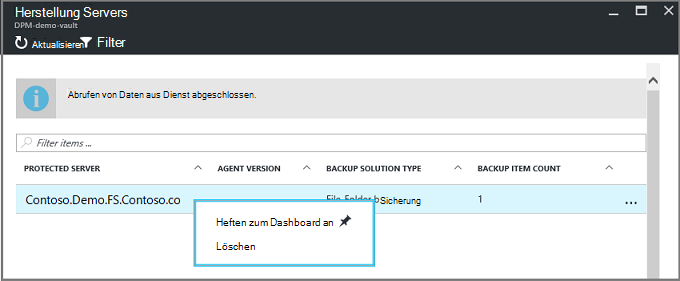 Herstellung Servers
DPM-demo-vault
Aktualisieren Filter
Abrufen von Daten aus Dienst abgeschlossen.
Filter items ...
PROTECTED SERVER AGENT VERSION BACKUP SOLUTION TYPE BACKUP ITEM COUNT
Contoso.Demo.FS.Contoso.co File-Folder b Sicherung 1 ...
Heften zum Dashboard an
Löschen